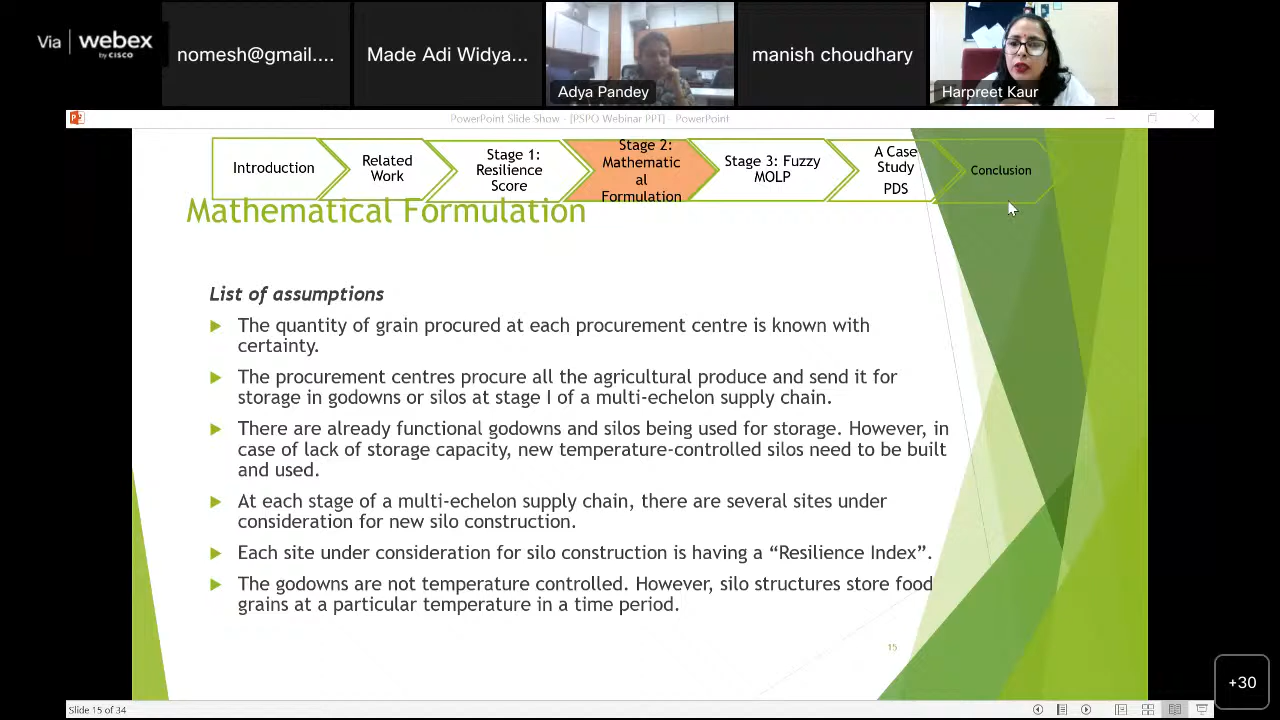 Via webex
by CISCO
nomesh@gmail....
Made Adi Widya...
Adya Pandey
manish choudhary
Harpreet Kaur
PowerPoint Slide Show - [PSPO Webinar PPT] - PowerPoint
Introduction
Related
Work
Stage 1:
Resilience
Score
Stage 2:
Mathematic
al
Formulation
Stage 3: Fuzzy
MOLP
A Case
Study
PDS
Conclusion
Mathematical Formulation
List of assumptions
The quantity of grain procured at each procurement centre is known with
certainty.
The procurement centres procure all the agricultural produce and send it for
storage in godowns or silos at stage I of a multi-echelon supply chain.
There are already functional godowns and silos being used for storage. However, in
case of lack of storage capacity, new temperature-controlled silos need to be built
and used.
At each stage of a multi-echelon supply chain, there are several sites under
consideration for new silo construction.
Each site under consideration for silo construction is having a “Resilience Index”.
The godowns are not temperature controlled. However, silo structures store food
grains at a particular temperature in a time period.
15
+30
Slide 15 of 34